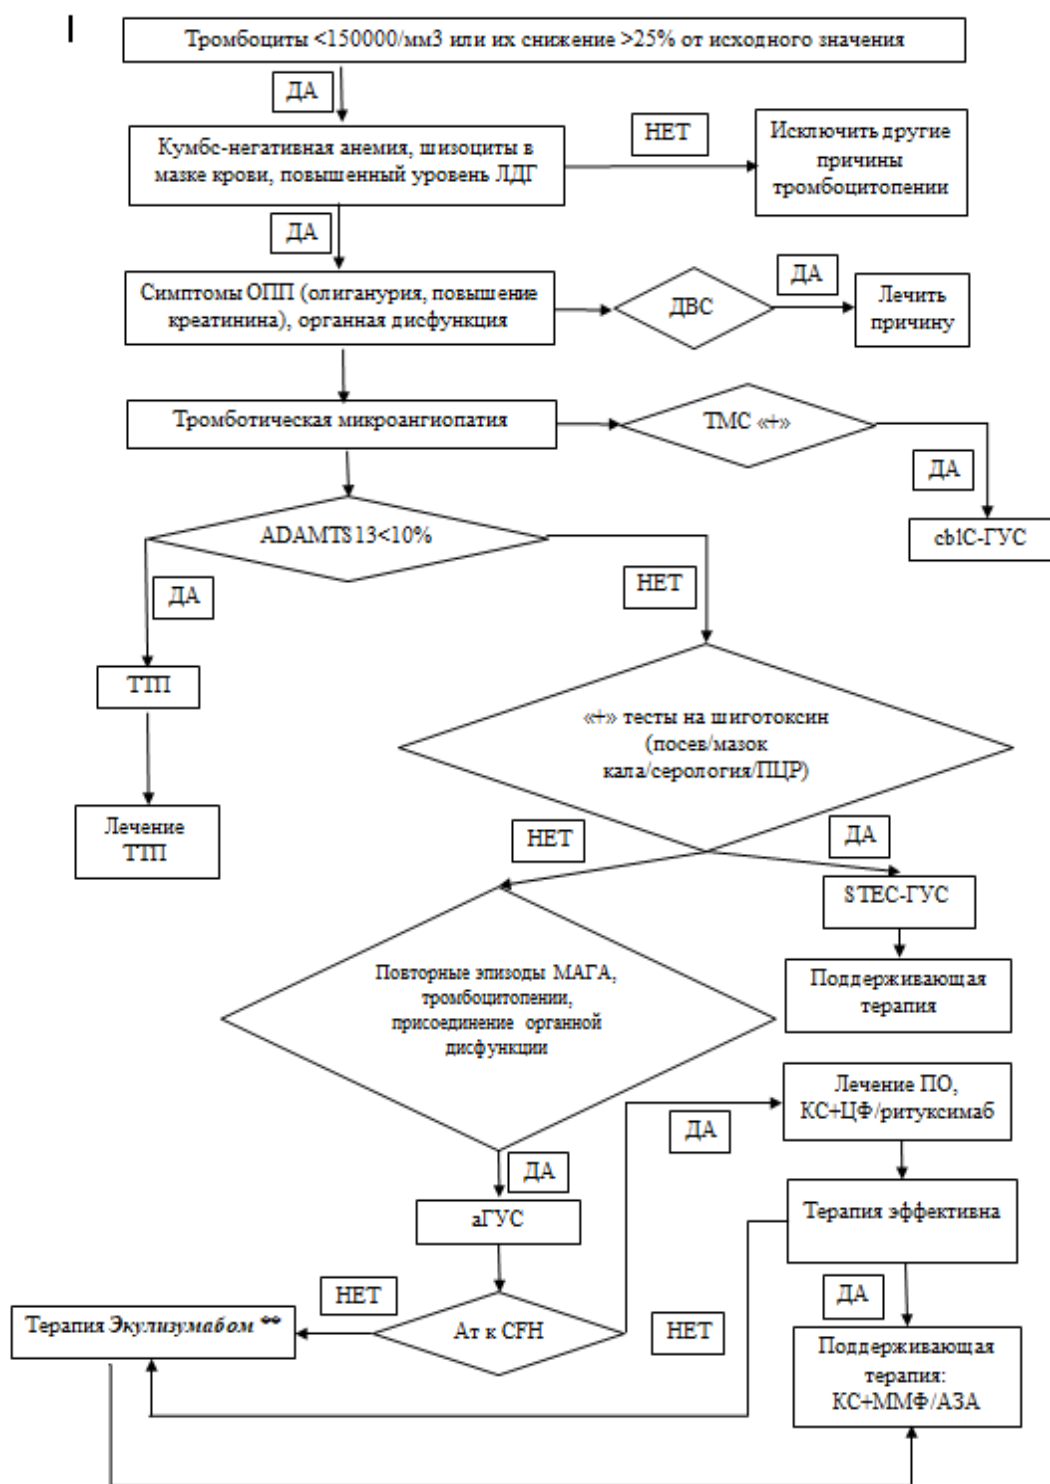 Тромбоциты <150000/мм3 или их снижение >25% от исходного значения
ДА
Кумбс-негативная анемия, шизоциты в
мазке крови, повышенный уровень ЛДГ
НЕТ
Исключить другие
причины
тромбоцитопении
ДА
Симптомы ОПП (олиганурия, повышение
креатинина), органная дисфункция
ДВС
ДА
Лечить
причину
Тромботическая микроангиопатия
ТМС «+»
ДА
cblC-ГУС
ADAMTS13<10%
ДА
НЕТ
ТТП
Лечение
ТТП
«+» тесты на шиготоксин
(посев/мазок
кала/серология/ПЦР)
НЕТ
ДА
STEC-ГУС
Поддерживающая
терапия
Повторные эпизоды МАГА,
тромбоцитопении,
присоединение органной
дисфункции
ДА
аГУС
Ат к CFH
ДА
Лечение ПО,
КС+ЦФ/ритуксимаб
Терапия эффективна
НЕТ
Терапия Экулизумабом **
НЕТ
ДА
Поддерживающая
терапия:
КС+ММФ/АЗА